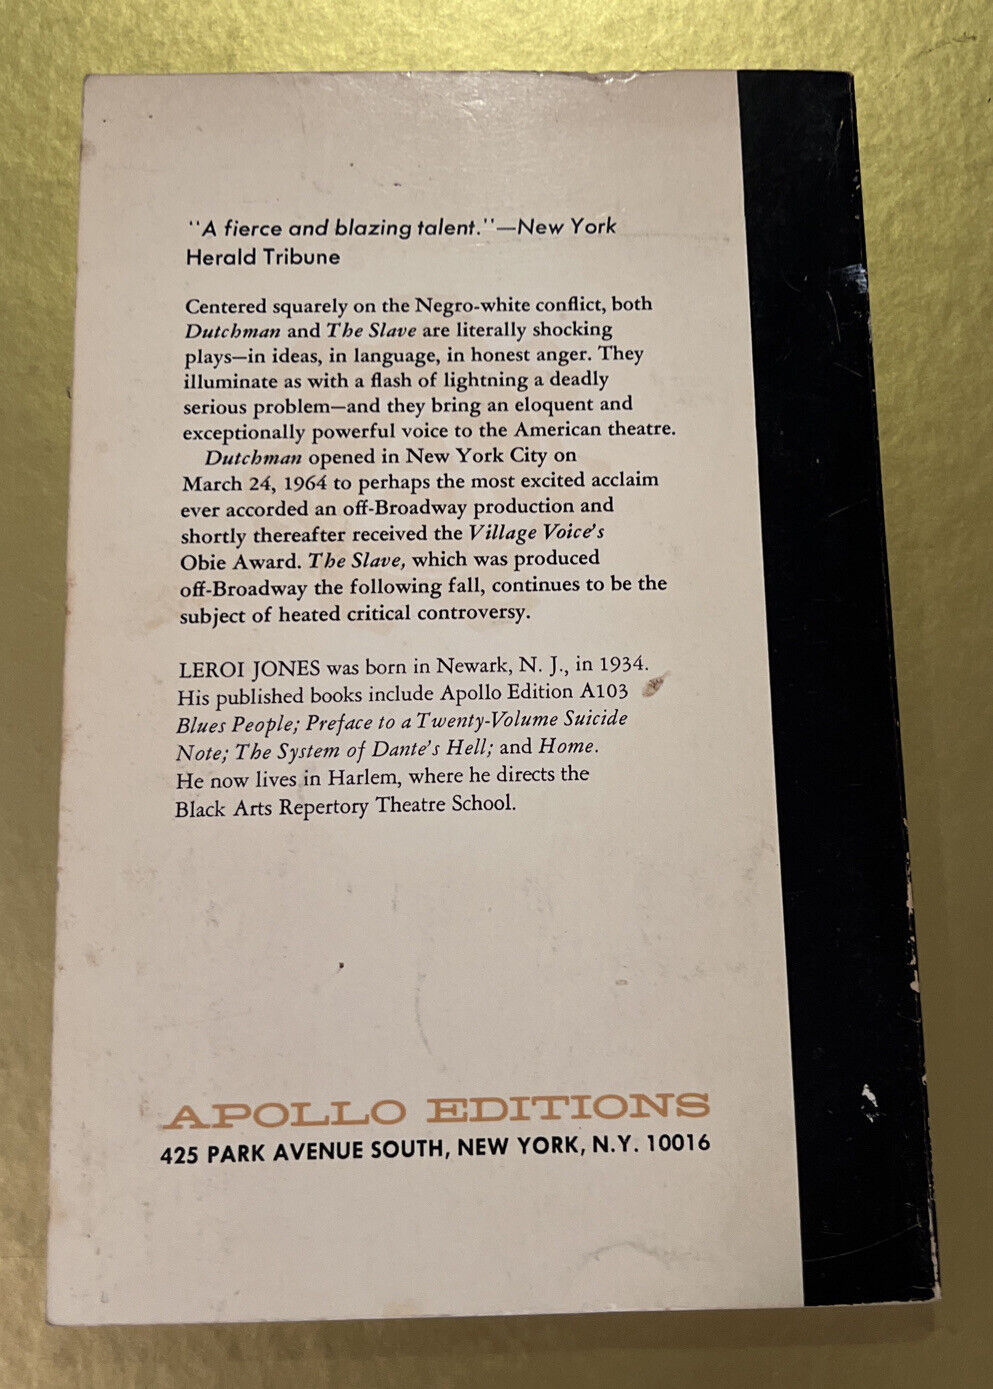 "A fierce and blazing talent."—New York
Herald Tribune
Centered squarely on the Negro-white conflict, both
Dutchman and The Slave are literally shocking
plays—in ideas, in language, in honest anger. They
illuminate as with a flash of lightning a deadly
serious problem—and they bring an eloquent and
exceptionally powerful voice to the American theatre.
Dutchman opened in New York City on
March 24, 1964 to perhaps the most excited acclaim
ever accorded an off-Broadway production and
shortly thereafter received the Village Voice's
Obie Award. The Slave, which was produced
off-Broadway the following fall, continues to be the
subject of heated critical controversy.
LEROI JONES was born in Newark, N. J., in 1934.
His published books include Apollo Edition A103
Blues People; Preface to a Twenty-Volume Suicide
Note; The System of Dante's Hell; and Home.
He now lives in Harlem, where he directs the
Black Arts Repertory Theatre School.
APOLLO EDITIONS
425 PARK AVENUE SOUTH, NEW YORK, N.Y. 10016